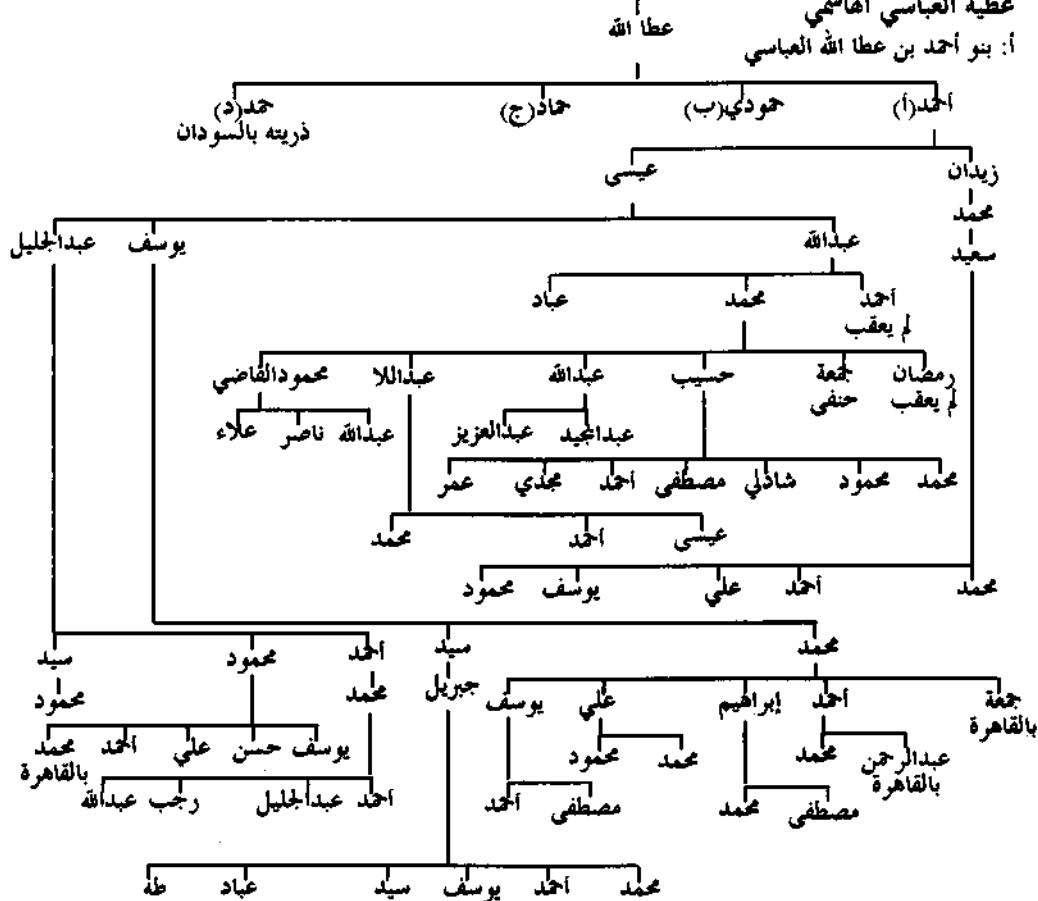 عطية العباسي الهاشمي
عطا الله
أ: بنو أحمد بن عطا الله العباسي
أحمد(أ) حمودي(ب) حماد(ج) حمد(د)
ذريته بالسودان
زيدان عيسى
محمد
عبدالله يوسف عبدالجليل
سعيد
أحمد محمد عباد
لم يعقب
رمضان جمعة حسيب عبدالله عبداللا محمودالقاضي
لم يعقب حنفى
عبدالمجيد عبدالعزيز عبدالله ناصر علاء
محمد محمود شاذلي مصطفى أحمد مجدي عمر
عيسى أحمد محمد
محمد أحمد علي يوسف محمود
محمد سيد أحمد محمود سيد
جمعة أحمد إبراهيم علي يوسف جبريل محمد محمود
بالقاهرة
عبدالرحمن محمد محمد محمود يوسف حسن علي أحمد محمد
بالقاهرة بالقاهرة
مصطفى محمد مصطفى أحمد أحمد عبدالجليل رجب عبدالله
محمد أحمد يوسف سيد عباد طه